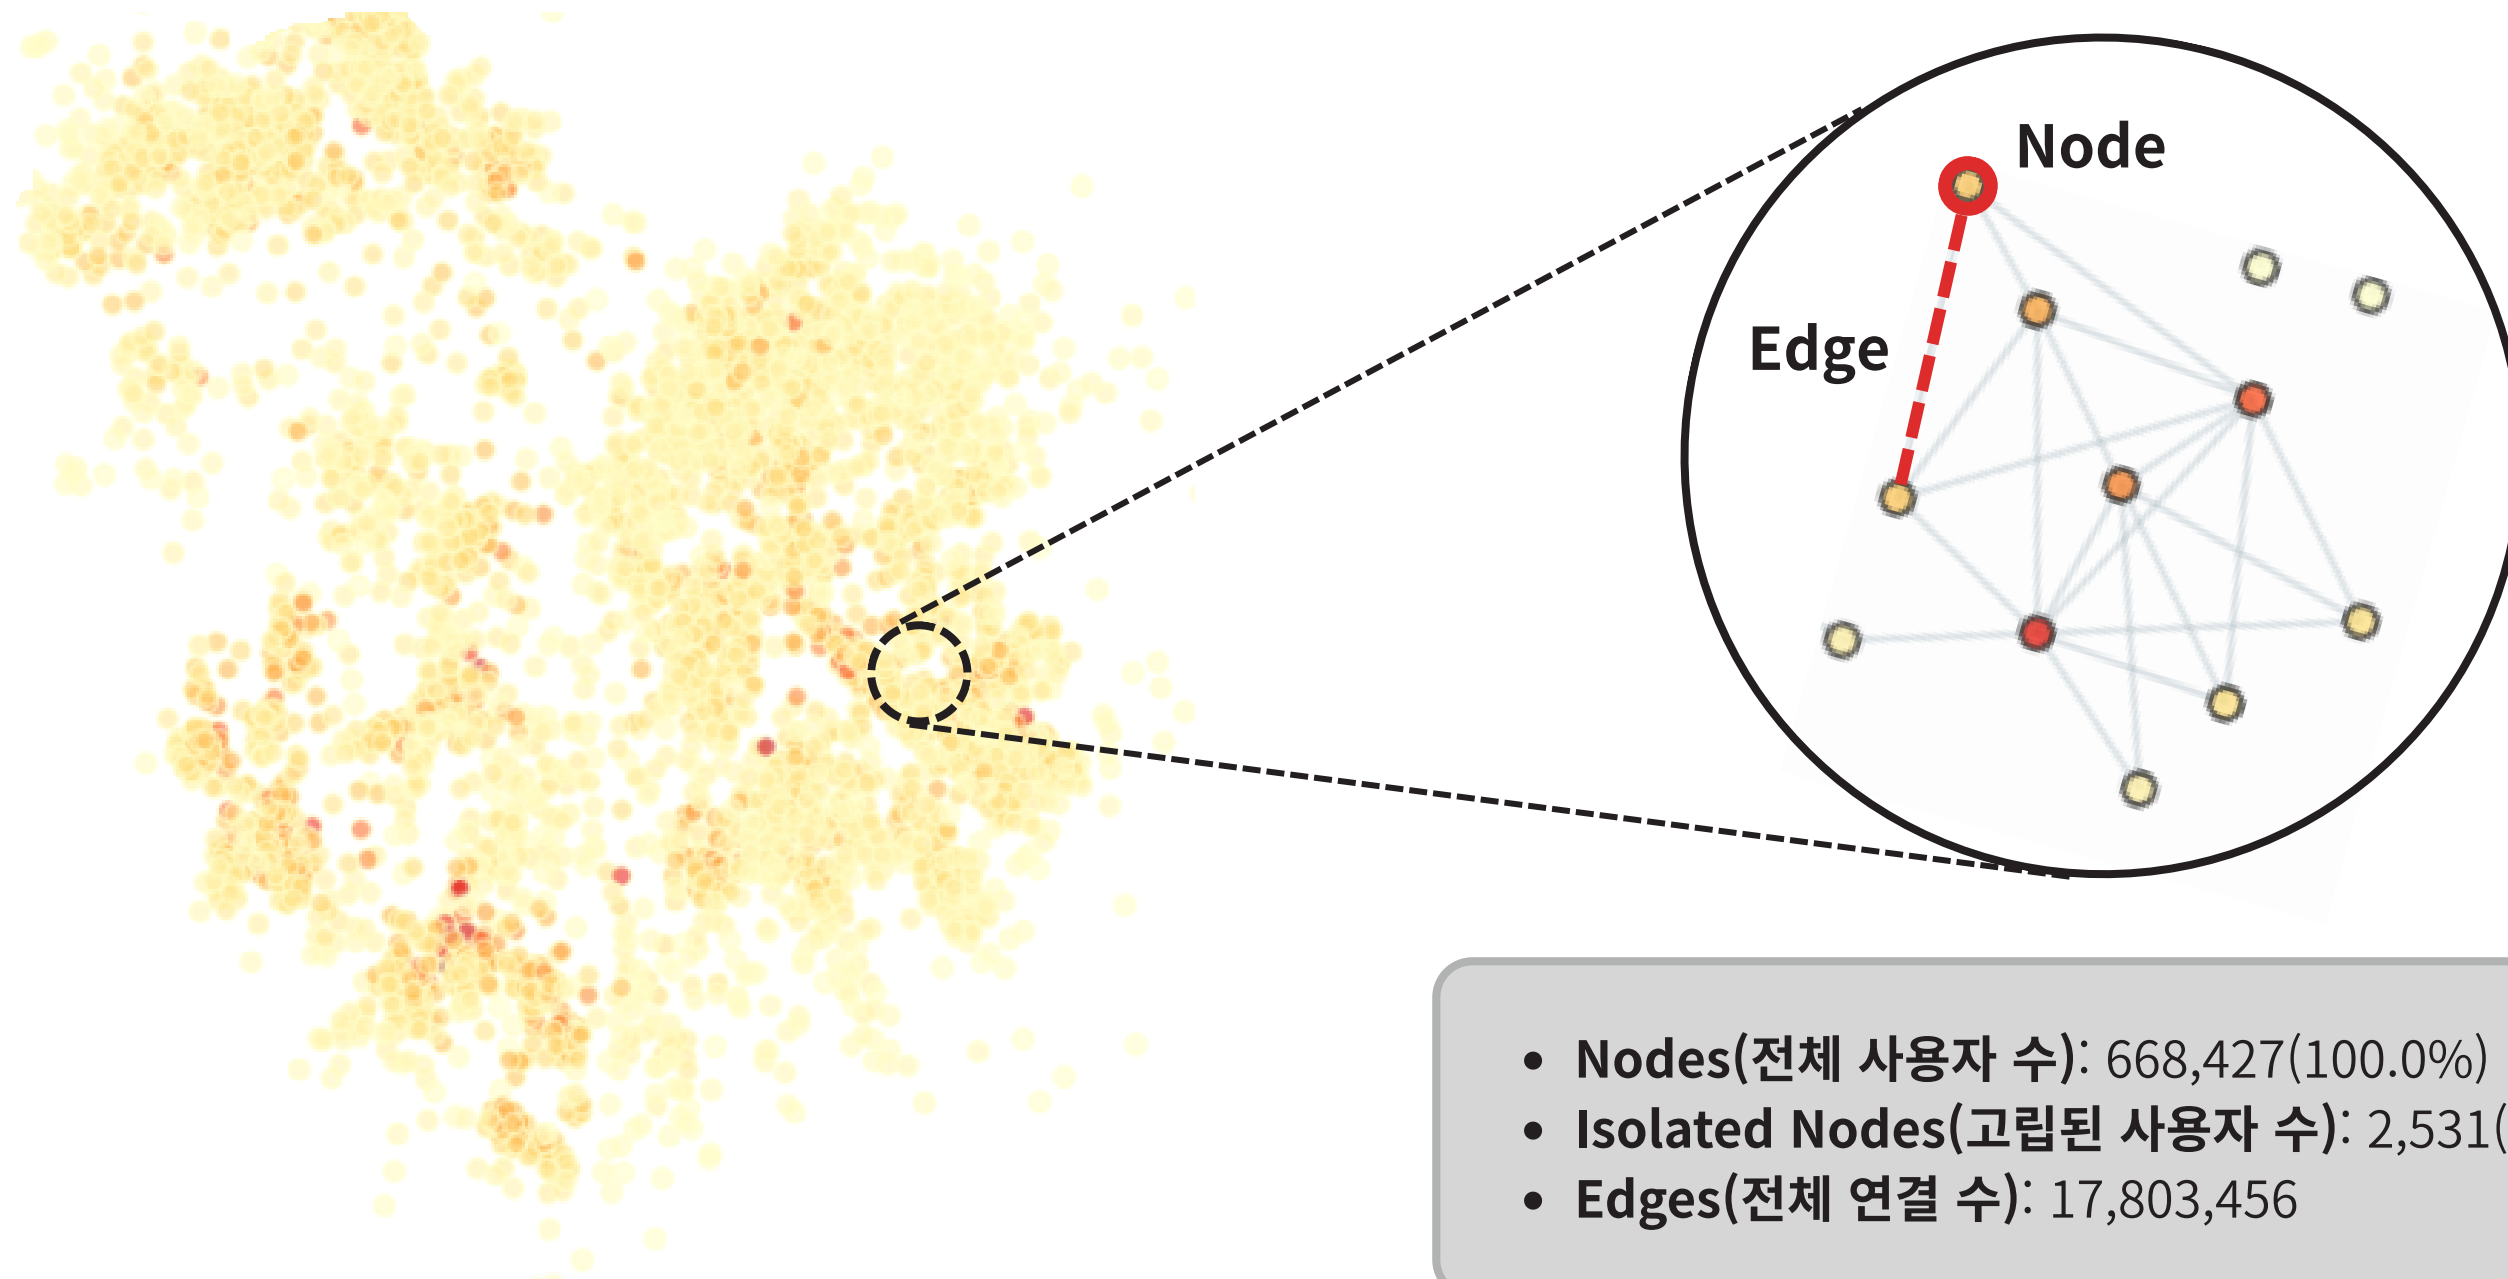 Node
Edge
• Nodes(전체 사용자 수): 668,427(100.0%)
• Isolated Nodes(고립된 사용자 수): 2,531(
• Edges(전체 연결 수): 17,803,456